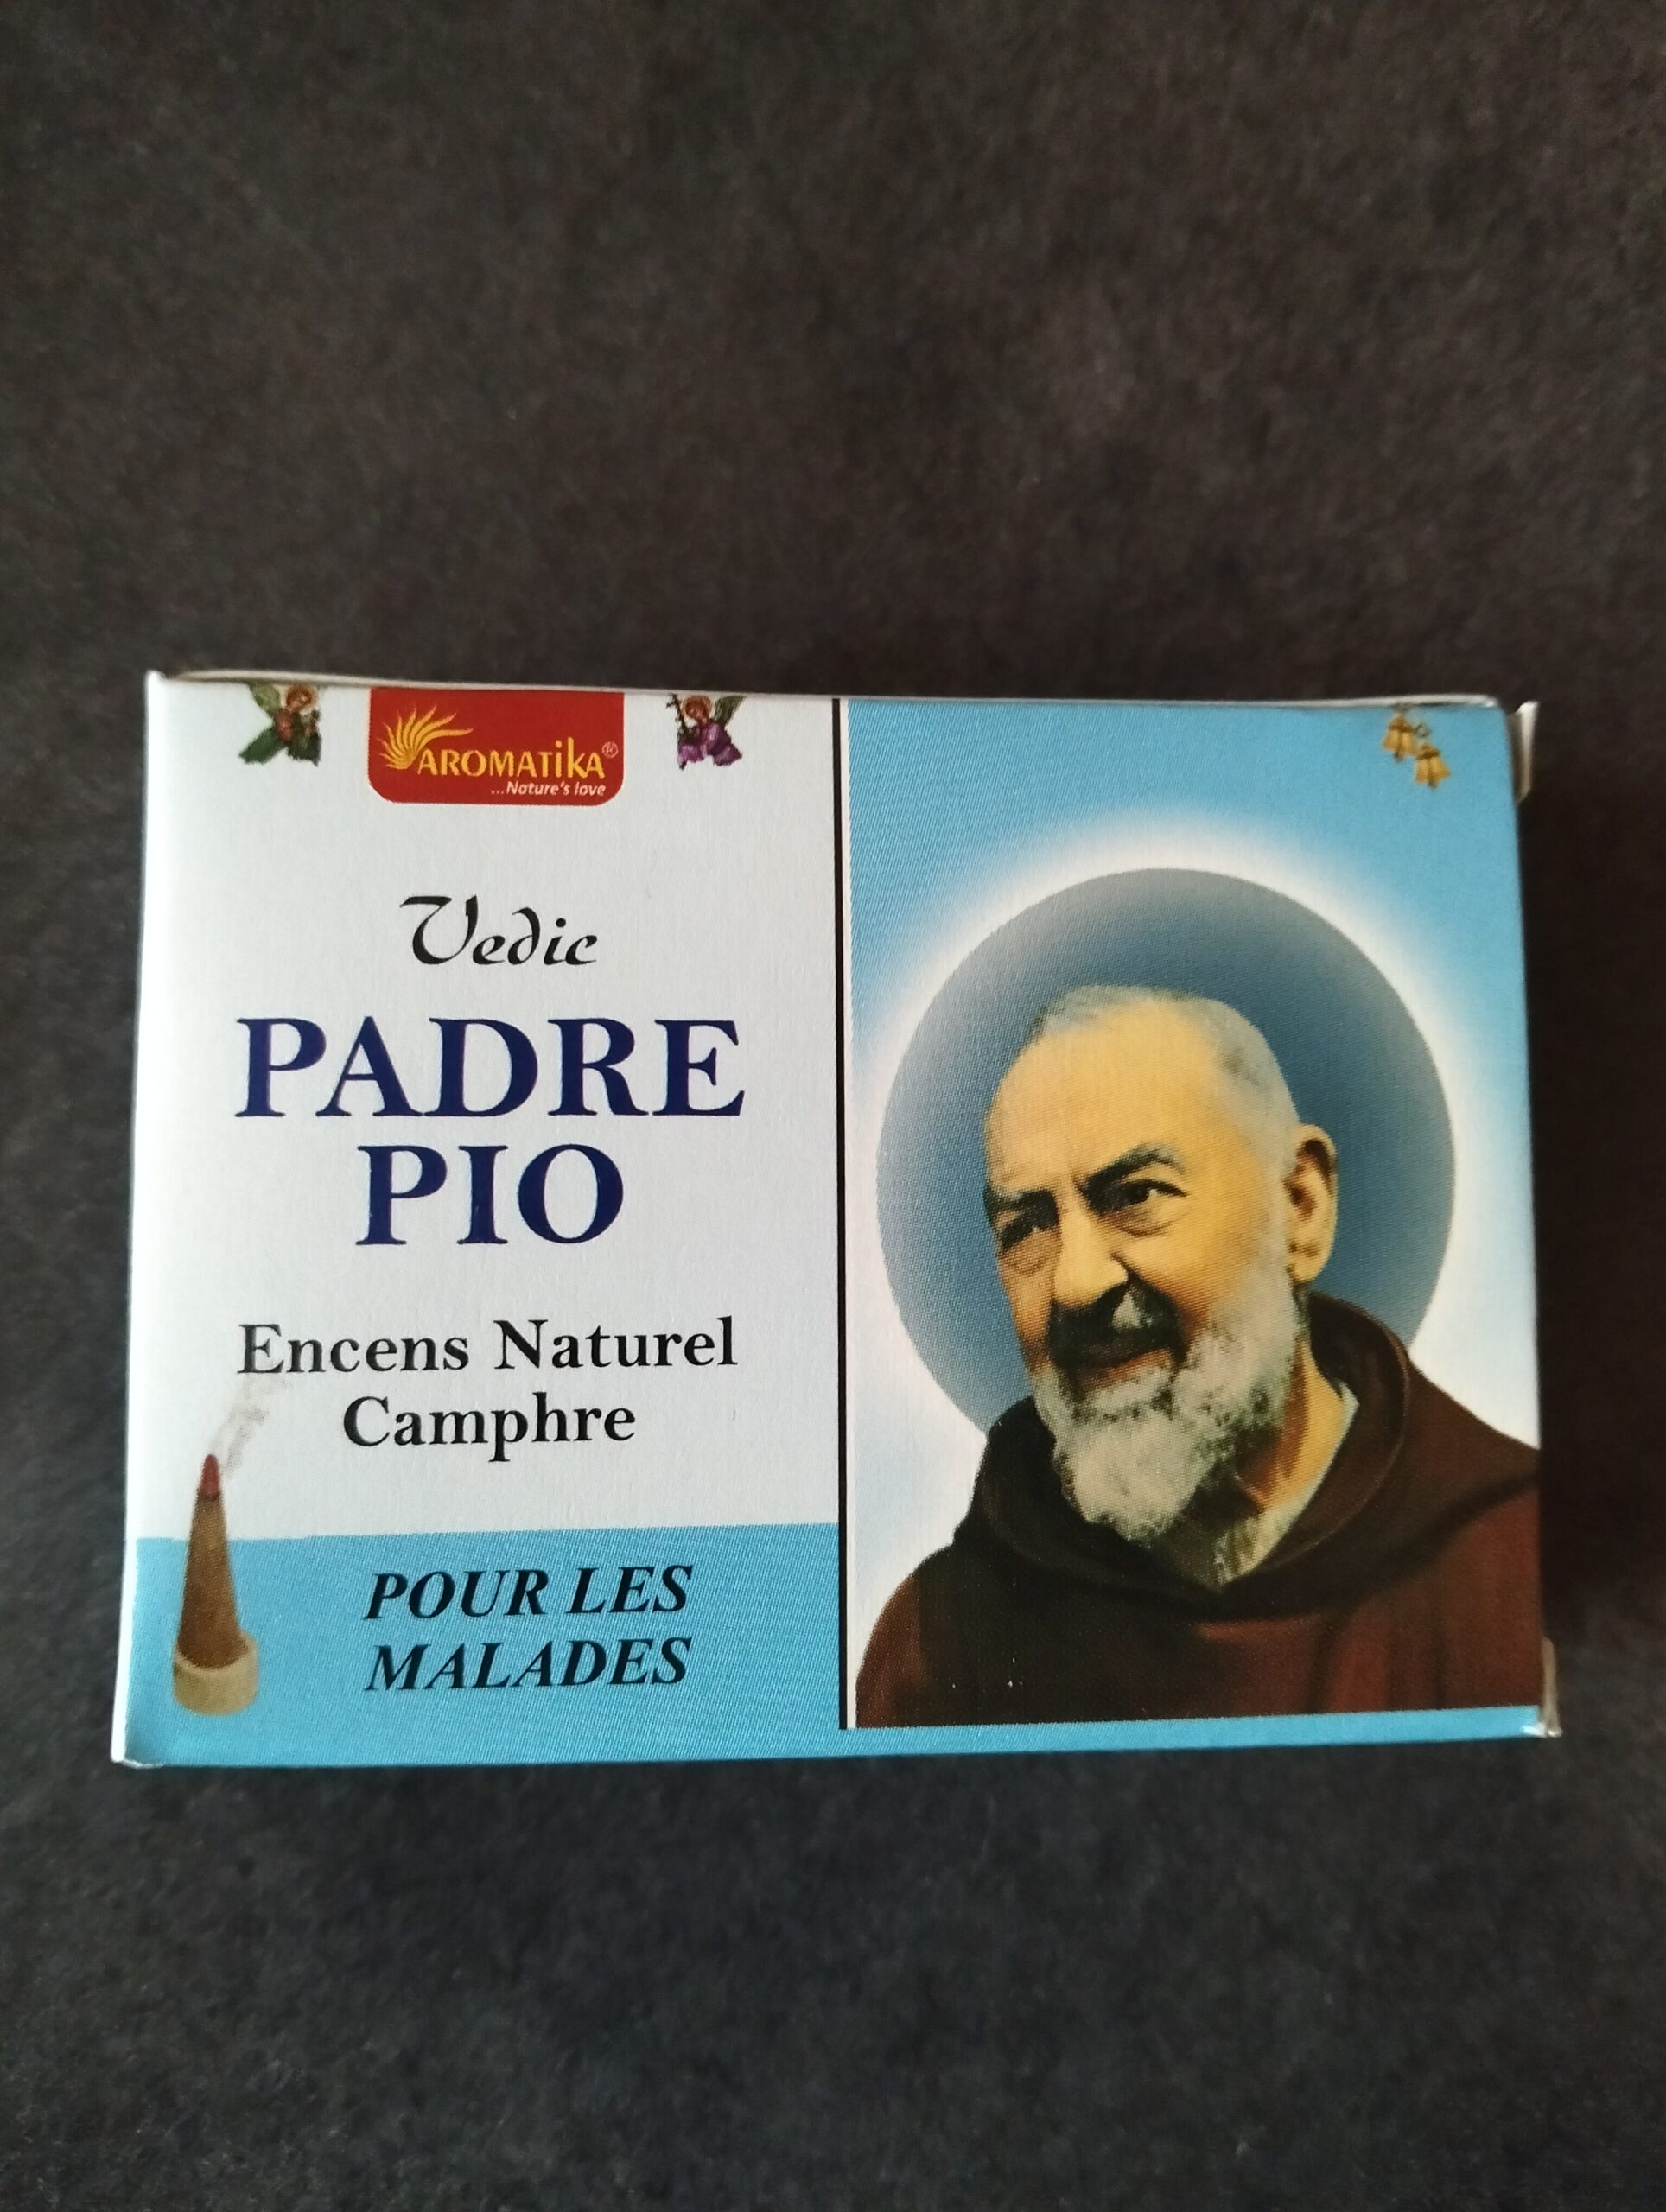 AROMATIKA®
...Nature's love
Vedic
PADRE
PIO
Encens Naturel
Camphre
POUR LES
MALADES